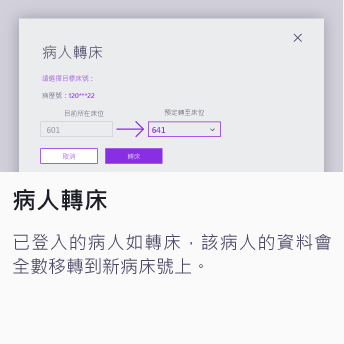 病人轉床
請選擇目標床號：
病歷號：120***22
目前所在床位
預定轉至床位
601
641
取消
轉床
病人轉床
已登入的病人如轉床，該病人的資料會
全數移轉到新病床號上。